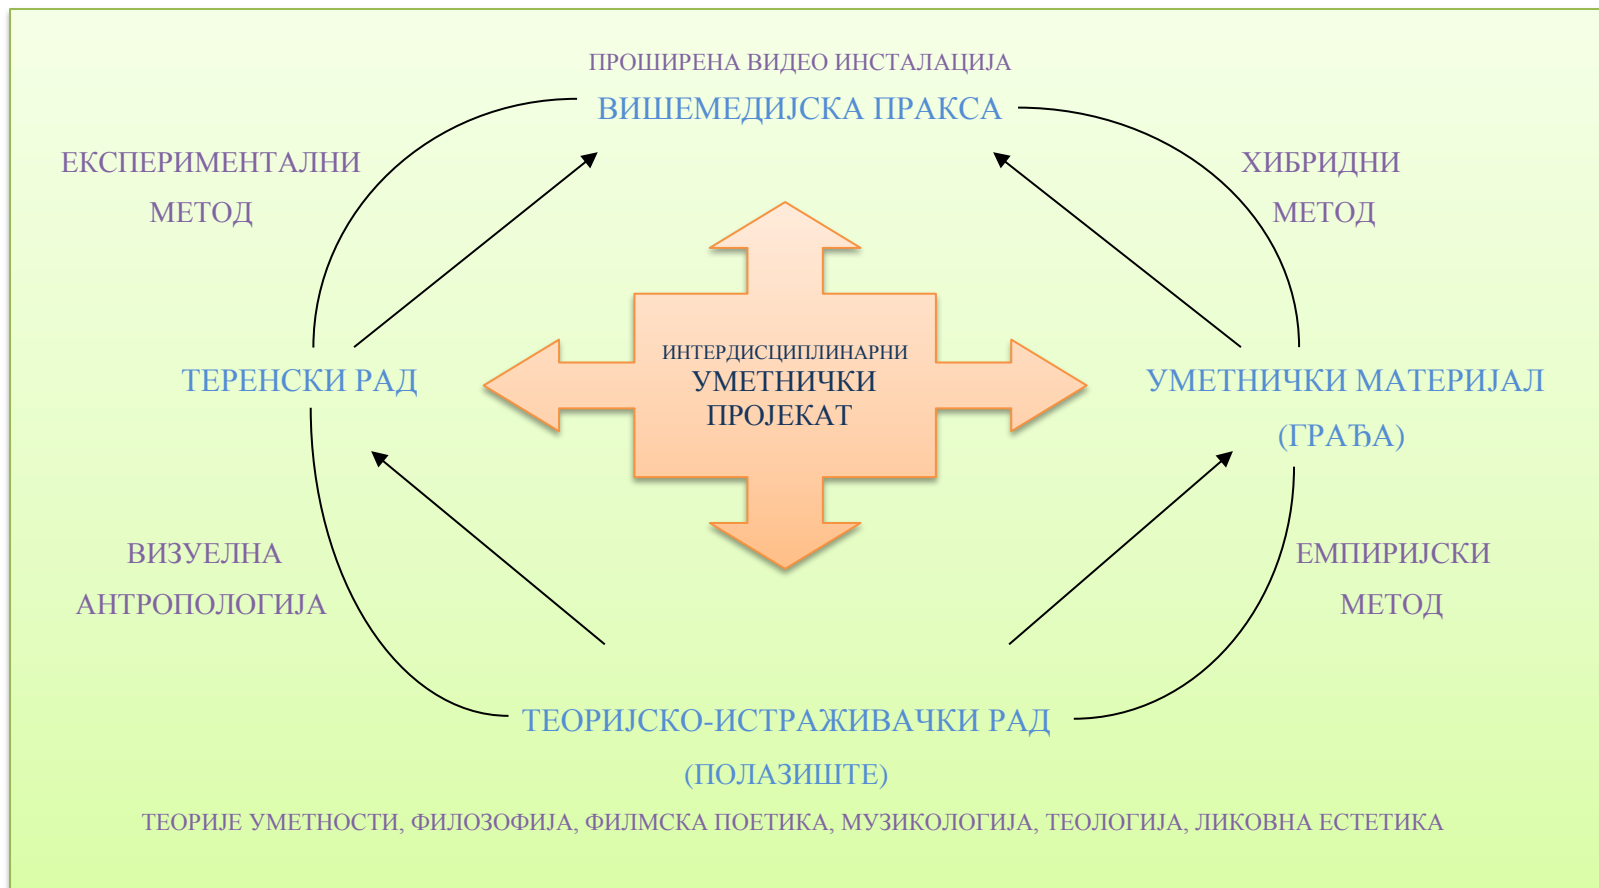 ПРОШИРЕНА ВИДЕО ИНСТАЛАЦИЈА
ВИШЕМЕДИЈСКА ПРАКСА
ЕКСПЕРИМЕНТАЛНИ
МЕТОД
ХИБРИДНИ
МЕТОД
ТЕРЕНСКИ РАД
ИНТЕРДИСЦИПЛИНАРНИ
УМЕТНИЧКИ
ПРОЈЕКАТ
УМЕТНИЧКИ МАТЕРИЈАЛ
(ГРАЂА)
ВИЗУЕЛНА
АНТРОПОЛОГИЈА
ЕМПИРИЈСКИ
МЕТОД
ТЕОРИЈСКО-ИСТРАЖИВАЧКИ РАД
(ПОЛАЗИШТЕ)
ТЕОРИЈЕ УМЕТНОСТИ, ФИЛОЗОФИЈА, ФИЛМСКА ПОЕТИКА, МУЗИКОЛОГИЈА, ТЕОЛОГИЈА, ЛИКОВНА ЕСТЕТИКА